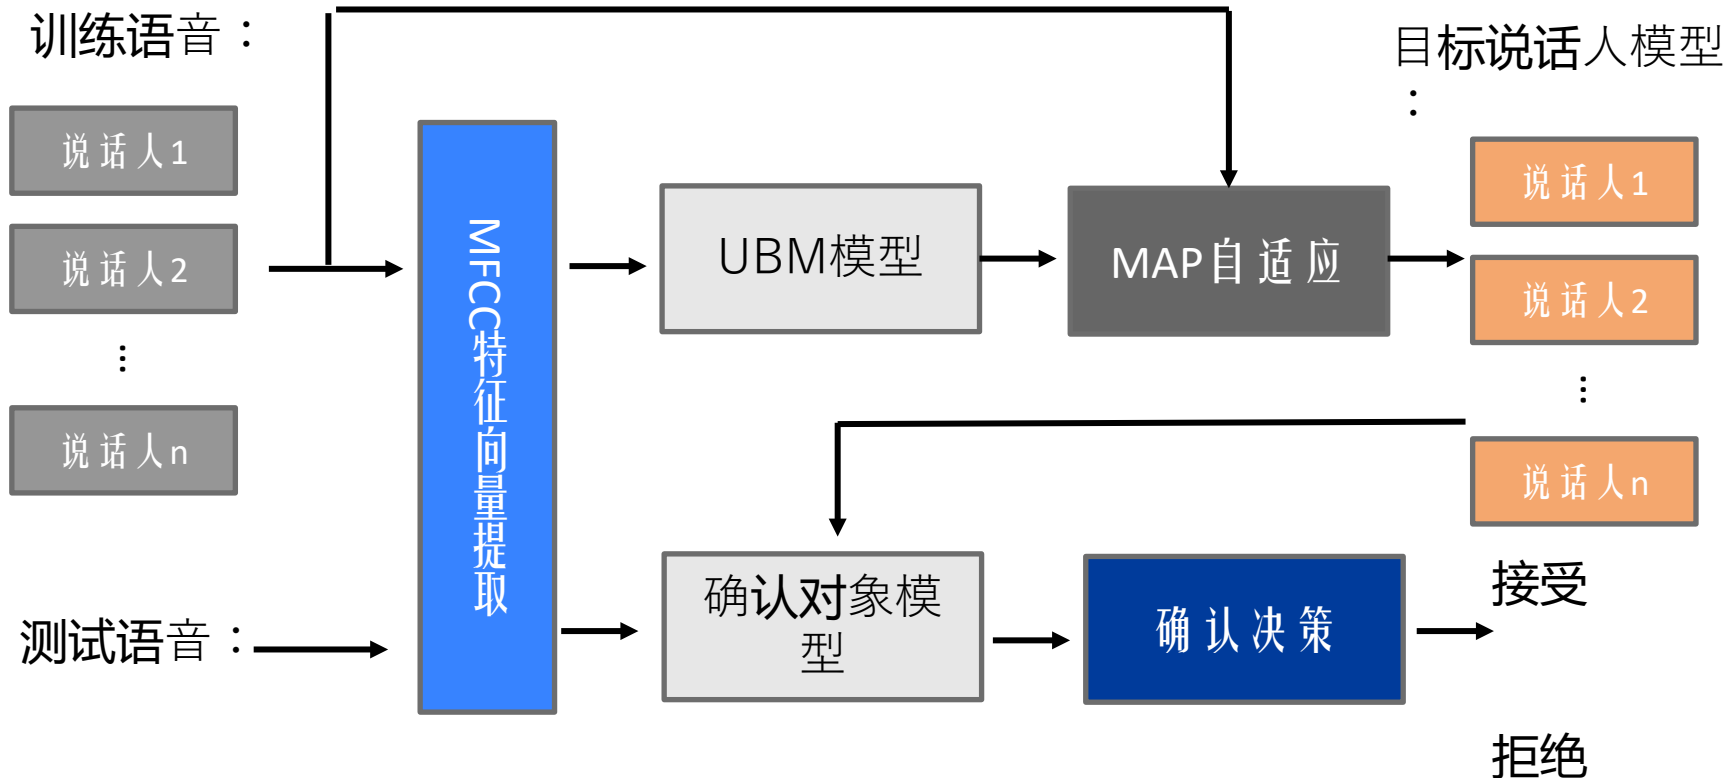 训练语音：
目标说话人模型
：
说话人1
说话人2
...
说话人n
MFCC特征向量提取
UBM模型
MAP自适应
说话人1
说话人2
...
说话人n
测试语音：
确认对象模
型
确认决策
接受
拒绝